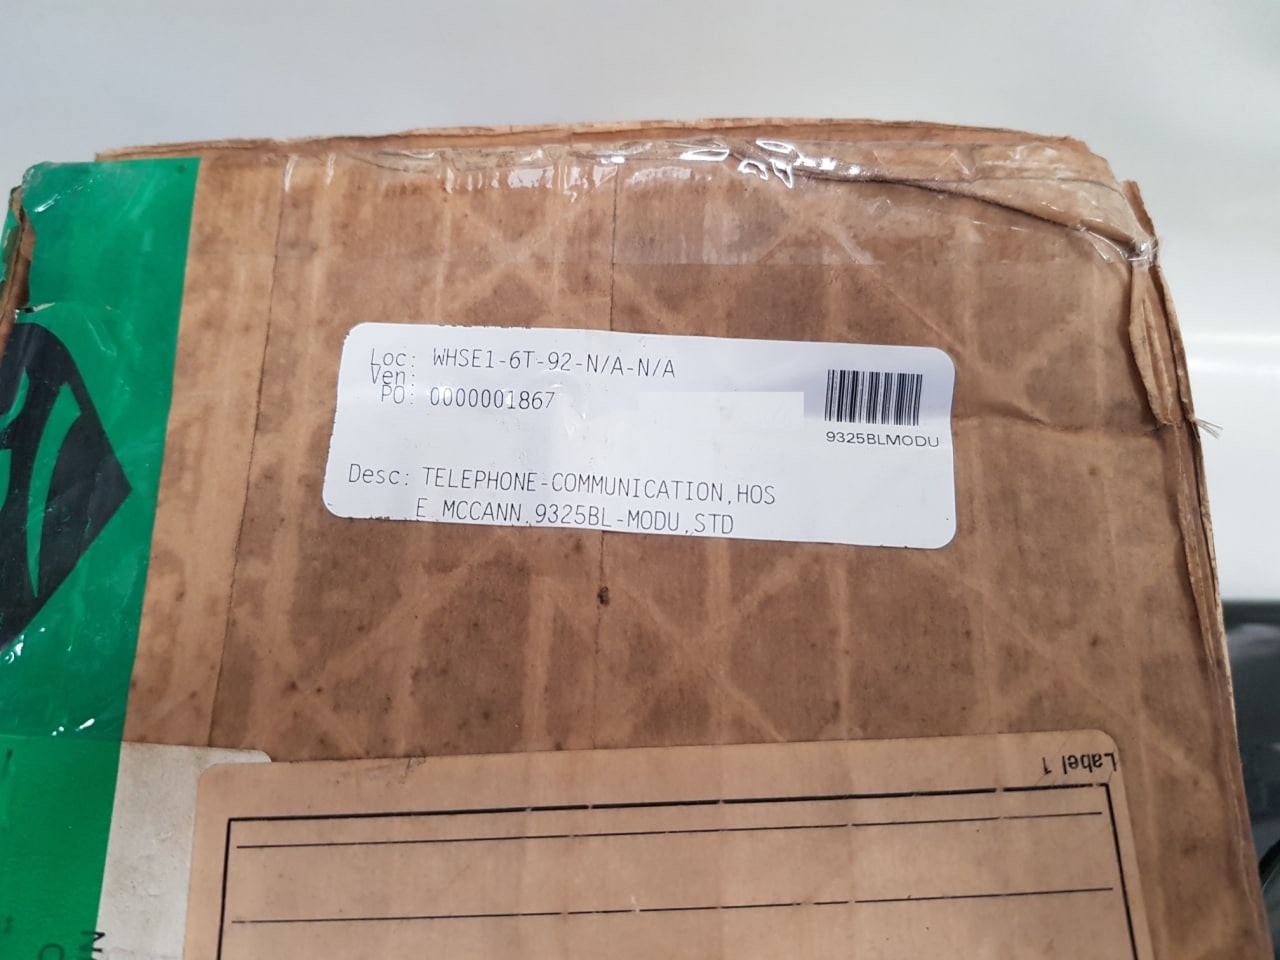 Loc: WHSE1-6T-92-N/A-N/A
Ven:
PO: 0000001867
9325BLMODU
Desc: TELEPHONE-COMMUNICATION,HOS
E MCCANN,9325BL-MODU,STD
Label 1